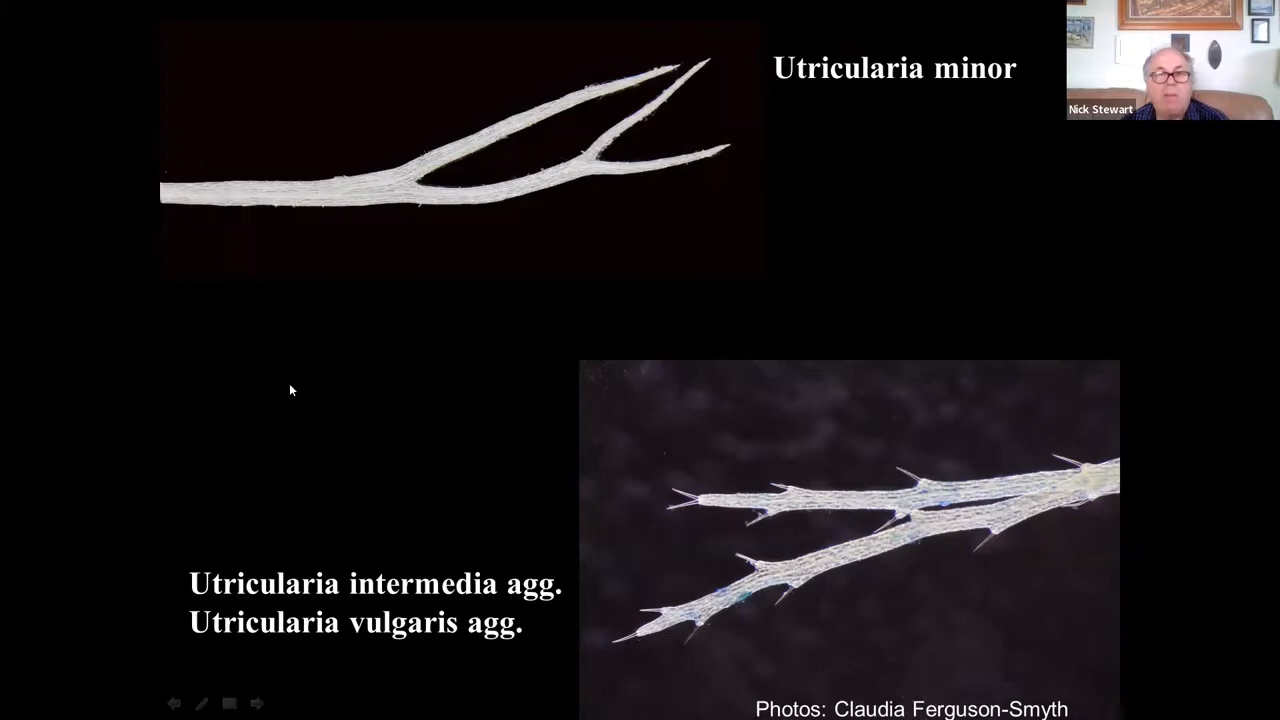 Utricularia minor
Nick Stewart
Utricularia intermedia agg.
Utricularia vulgaris agg.
Photos: Claudia Ferguson-Smyth